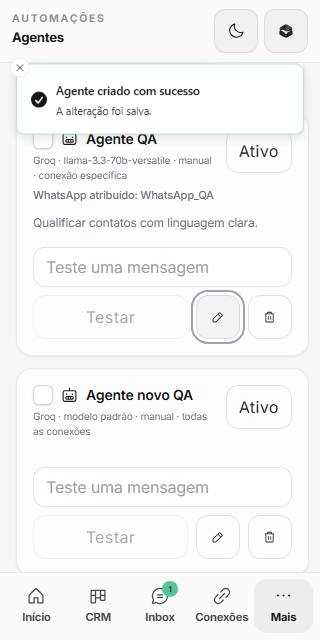 AUTOMAÇÕES
Agentes
Agente criado com sucesso
A alteração foi salva.
Agente QA
Ativo
Groq · llama-3.3-70b-versatile · manual
· conexão específica
WhatsApp atribuído: WhatsApp_QA
Qualificar contatos com linguagem clara.
Teste uma mensagem
Testar
Agente novo QA
Ativo
Groq · modelo padrão · manual · todas
as conexões
Teste uma mensagem
Testar
1
Início
CRM
Inbox
Conexões
Mais